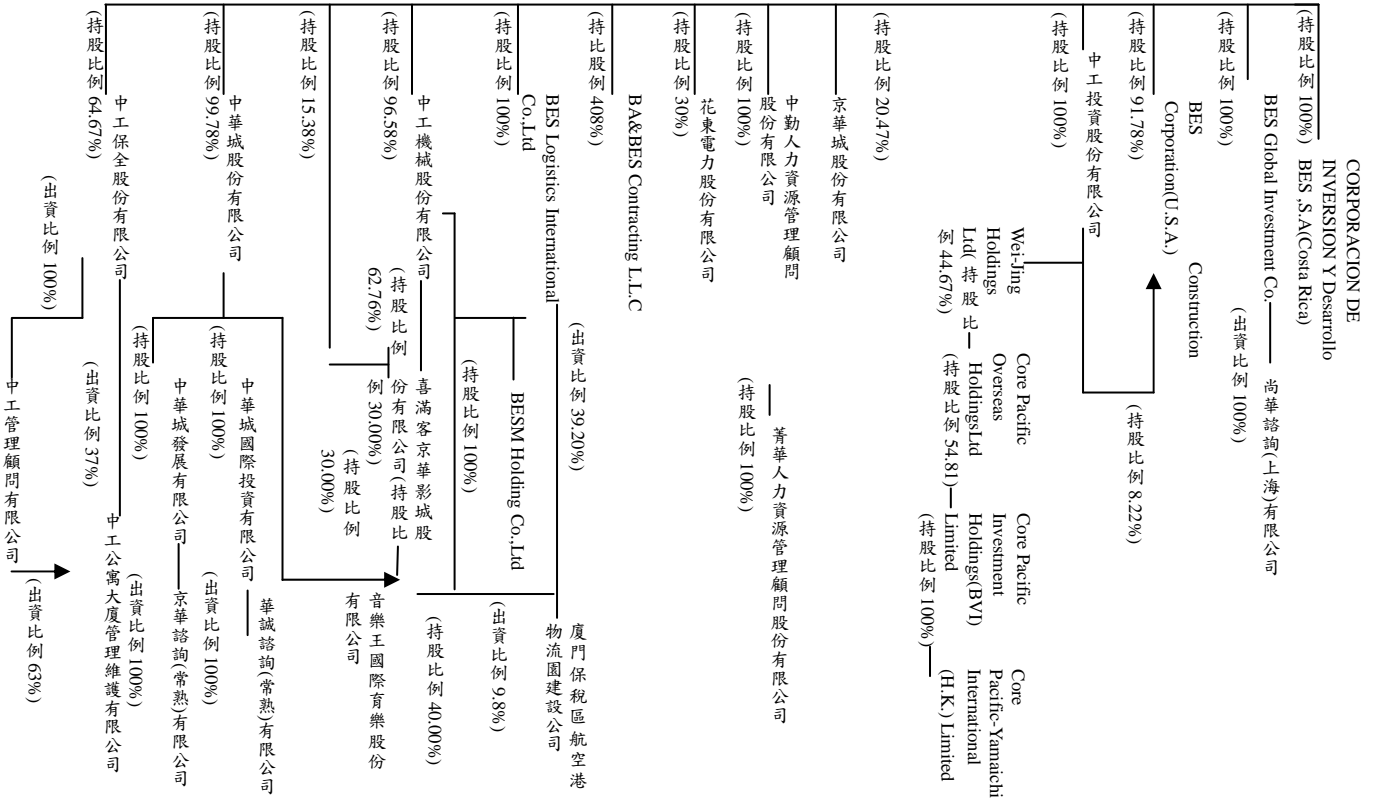 CORPORACION DE
INVERSION Y Desarrollo
(持股比例 100%) BES ,S.A(Costa Rica)
BES Global Investment Co.
(持股比例 100%)
尚華諮詢(上海)有限公司
(出資比例 100%)
BES Construction
Corporation(U.S.A.)
(持股比例 91.78%)
(持股比例 8.22%)
中工投資股份有限公司
(持股比例 100%)
Wei-Jing
Holdings
Ltd( 持股比
例 44.67%)
Core Pacific
Overseas
HoldingsLtd
(持股比例 54.81)
Core Pacific
Investment
Holdings(BVI)
Limited
(持股比例 100%)
Core
Pacific-Yamaichi
International
(H.K.) Limited
(持股比例 20.47%
京華城股份有限公司
中勤人力資源管理顧問
股份有限公司
(持股比例 100%)
菁華人力資源管理顧問股份有限公司
(持股比例 100%)
花東電力股份有限公司
(持股比例 30%)
BA&BES Contracting L.L.C
(持比股例 408%)
BES Logistics International
Co.,Ltd
(持股比例 100%
(出資比例 39.20%)
廈門保税區航空港
物流園建設公司
(出資比例 9.8%)
BESM Holding Co.,Ltd
(持股比例 100%)
中工機械股份有限公司
(持股比例 96.58%)
喜滿客京華影城股
份有限公司(持股比
例 30.00%)
(持股比例
62.76%)
(持股比例 40.00%)
(持股比例 15.38%)
(持股比例
30.00%)
音樂王國際育樂股份
有限公司
中華城股份有限公司
(持股比例 99.78%)
中華城國際投資有限公司
(持股比例 100%)
華誠諮詢(常熟)有限公司
(出資比例 100%)
中華城發展有限公司
(持股比例 100%)
京華諮詢(常熟)有限公司
(出資比例 100%)
中工保全股份有限公司
(持股比例 64.67%)
中工公寓大廈管理維護有限公司
(出資比例 37%)
(出資比例 100%)
中工管理顧問有限公司
(出資比例 63%)